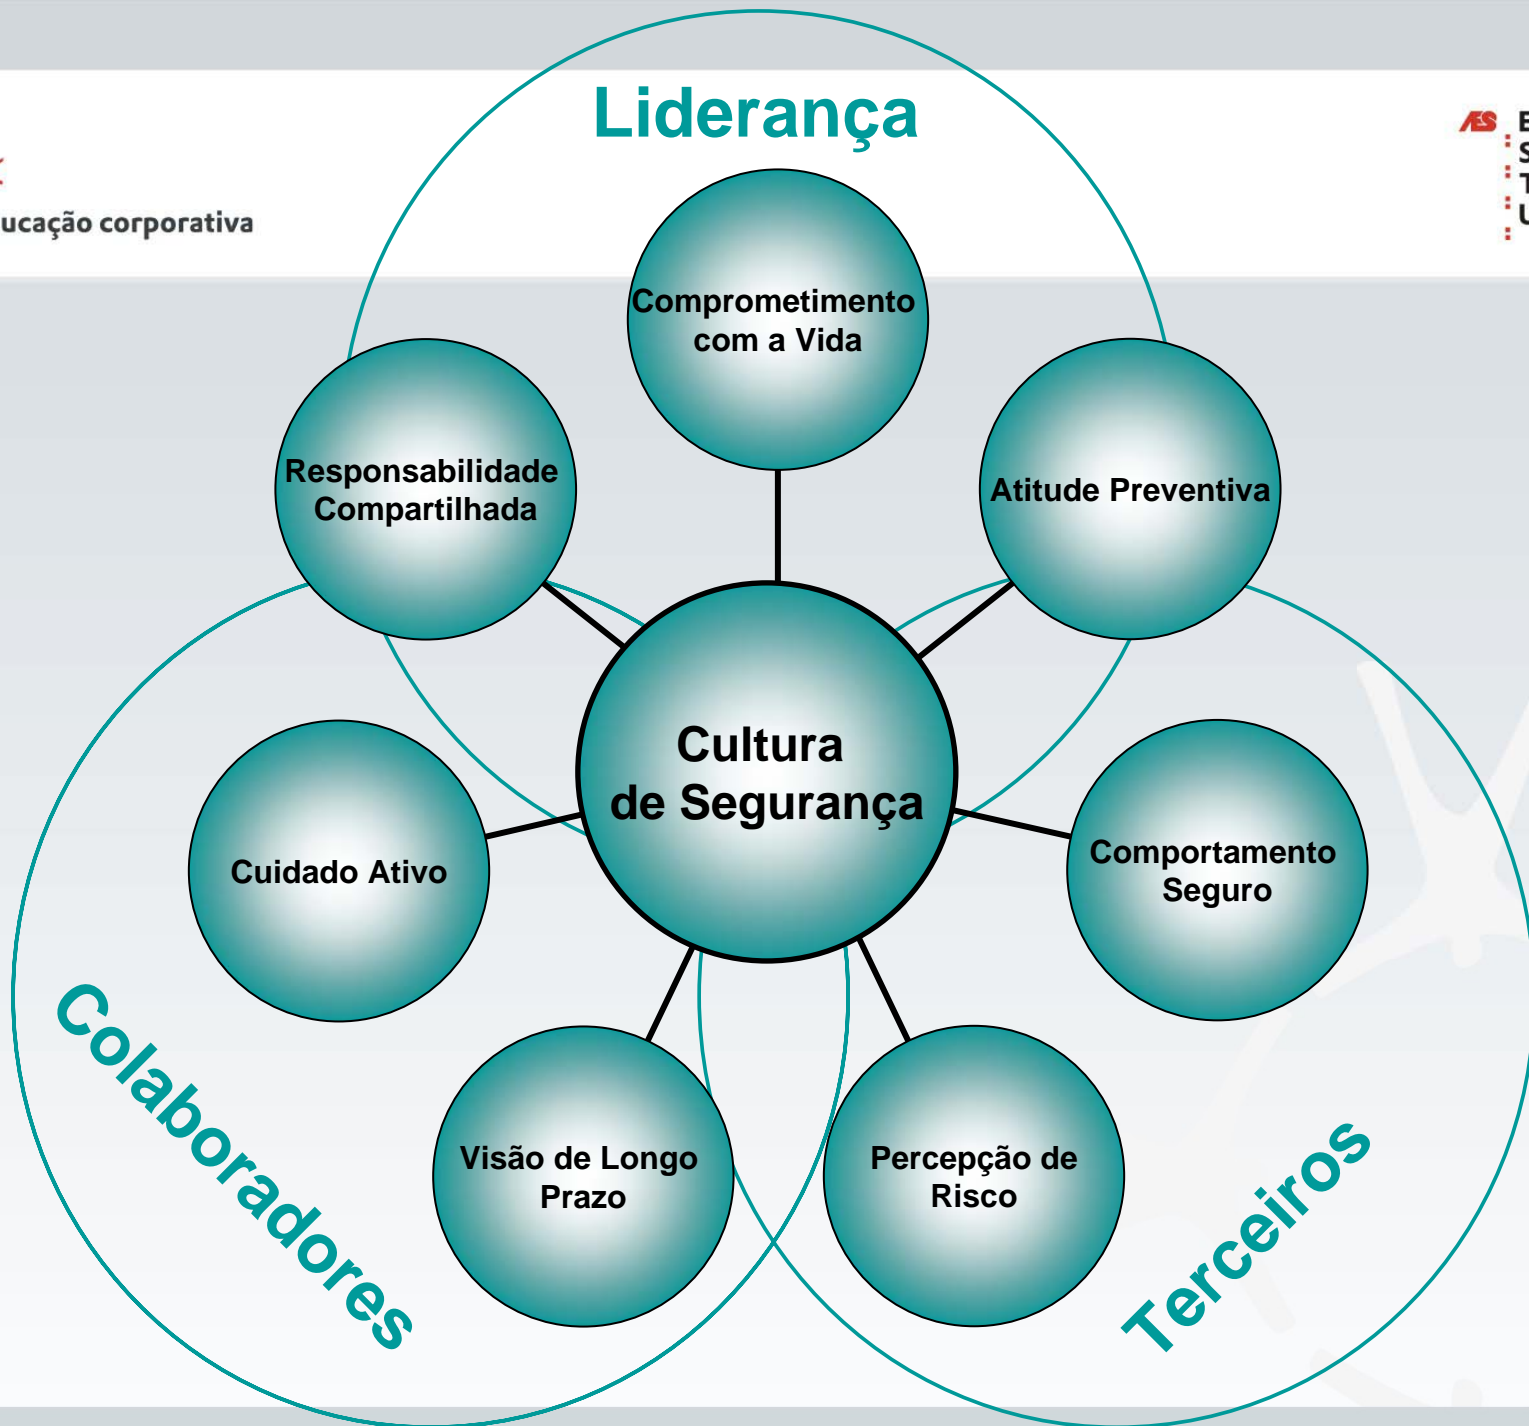 Liderança
ucação corporativa
AES
Comprometimento
com a Vida
Responsabilidade
Compartilhada
Atitude Preventiva
Cultura
de Segurança
Cuidado Ativo
Comportamento
Seguro
Visão de Longo
Prazo
Percepção de
Risco
Colaboradores
Terceiros